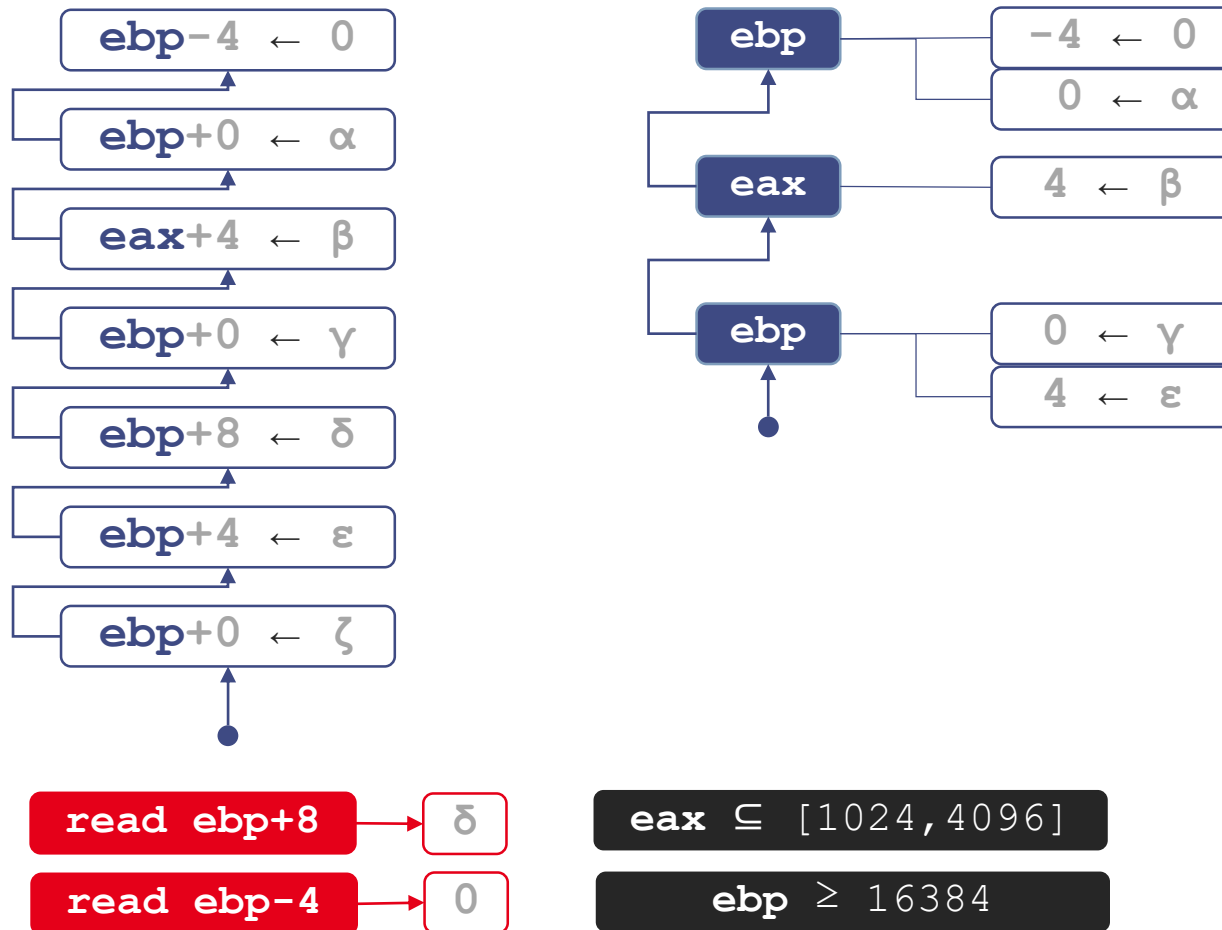 ebp-4 ← 0
ebp+0 ← α
eax+4 ← β
ebp+0 ← γ
ebp+8 ← δ
ebp+4 ← ε
ebp+0 ← ζ
ebp
-4 ← 0
0 ← α
eax
4 ← β
ebp
0 ← γ
4 ← ε
read ebp+8
δ
eax ⊆ [1024,4096]
read ebp-4
0
ebp ≥ 16384